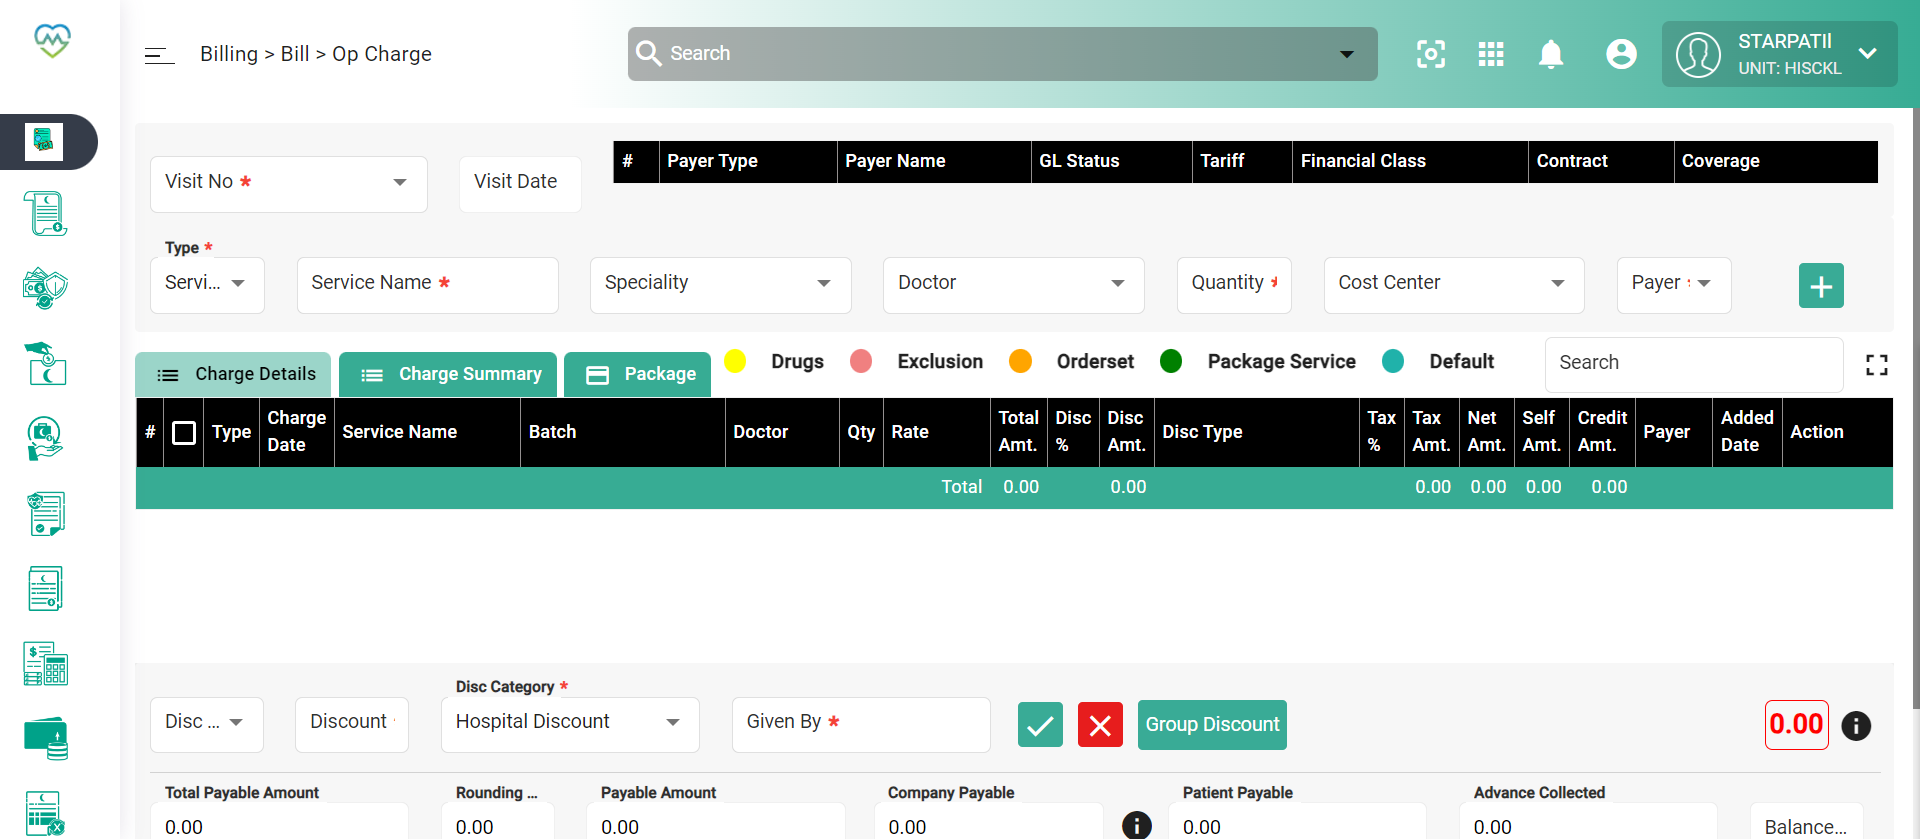 Billing > Bill > Op Charge
Search
STARPATIl
UNIT: HISCKL
Visit No *
Visit Date
# Payer Type Payer Name GL Status Tariff Financial Class Contract Coverage
Type *
Servi...
Service Name *
Speciality
Doctor
Quantity *
Cost Center
Payer
Charge Details
Charge Summary
Package
Drugs
Exclusion
Orderset
Package Service
Default
Search
# Type Charge Date Service Name Batch Doctor Qty Rate Total Amt. Disc % Disc Amt. Disc Type Tax % Tax Amt. Net Amt. Self Amt. Credit Amt. Payer Added Date Action
Total 0.00 0.00 0.00 0.00 0.00 0.00
Disc ...
Discount
Disc Category *
Hospital Discount
Given By *
Group Discount
0.00
Total Payable Amount
0.00
Rounding ...
0.00
Payable Amount
0.00
Company Payable
0.00
Patient Payable
0.00
Advance Collected
0.00
Balance...